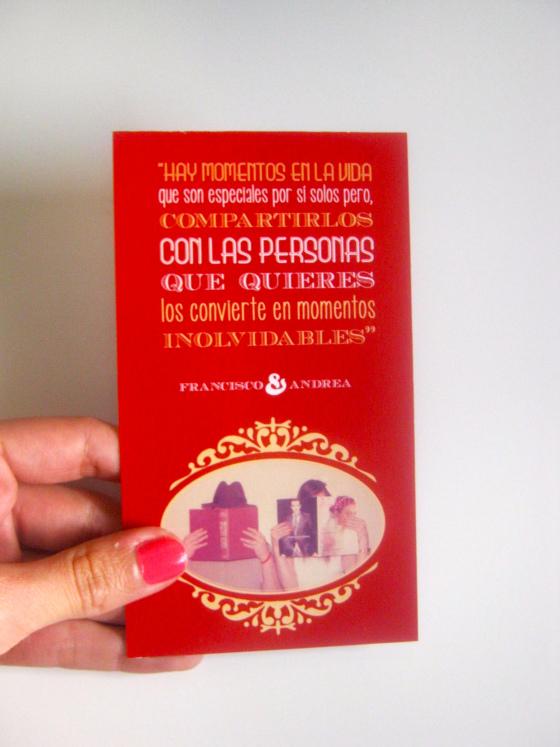 "HAY MOMENTOS EN LA VIDA
que son especiales por si solos pero,
COMPARTIRLOS
CON LAS PERSONAS
QUE QUIERES
los convierte en momentos
INOLVIDABLES”
FRANCISCO & ANDREA